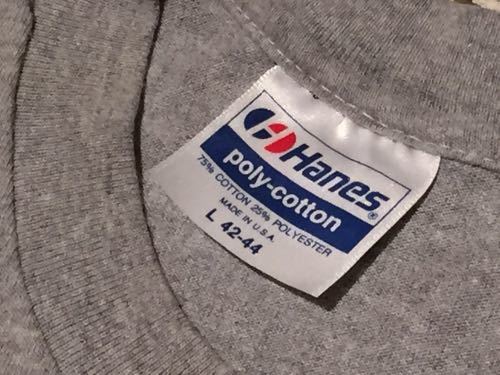 Hanes®
poly-cotton
75% COTTON 25% POLYESTER
MADE IN U.S.A.
L 42-44